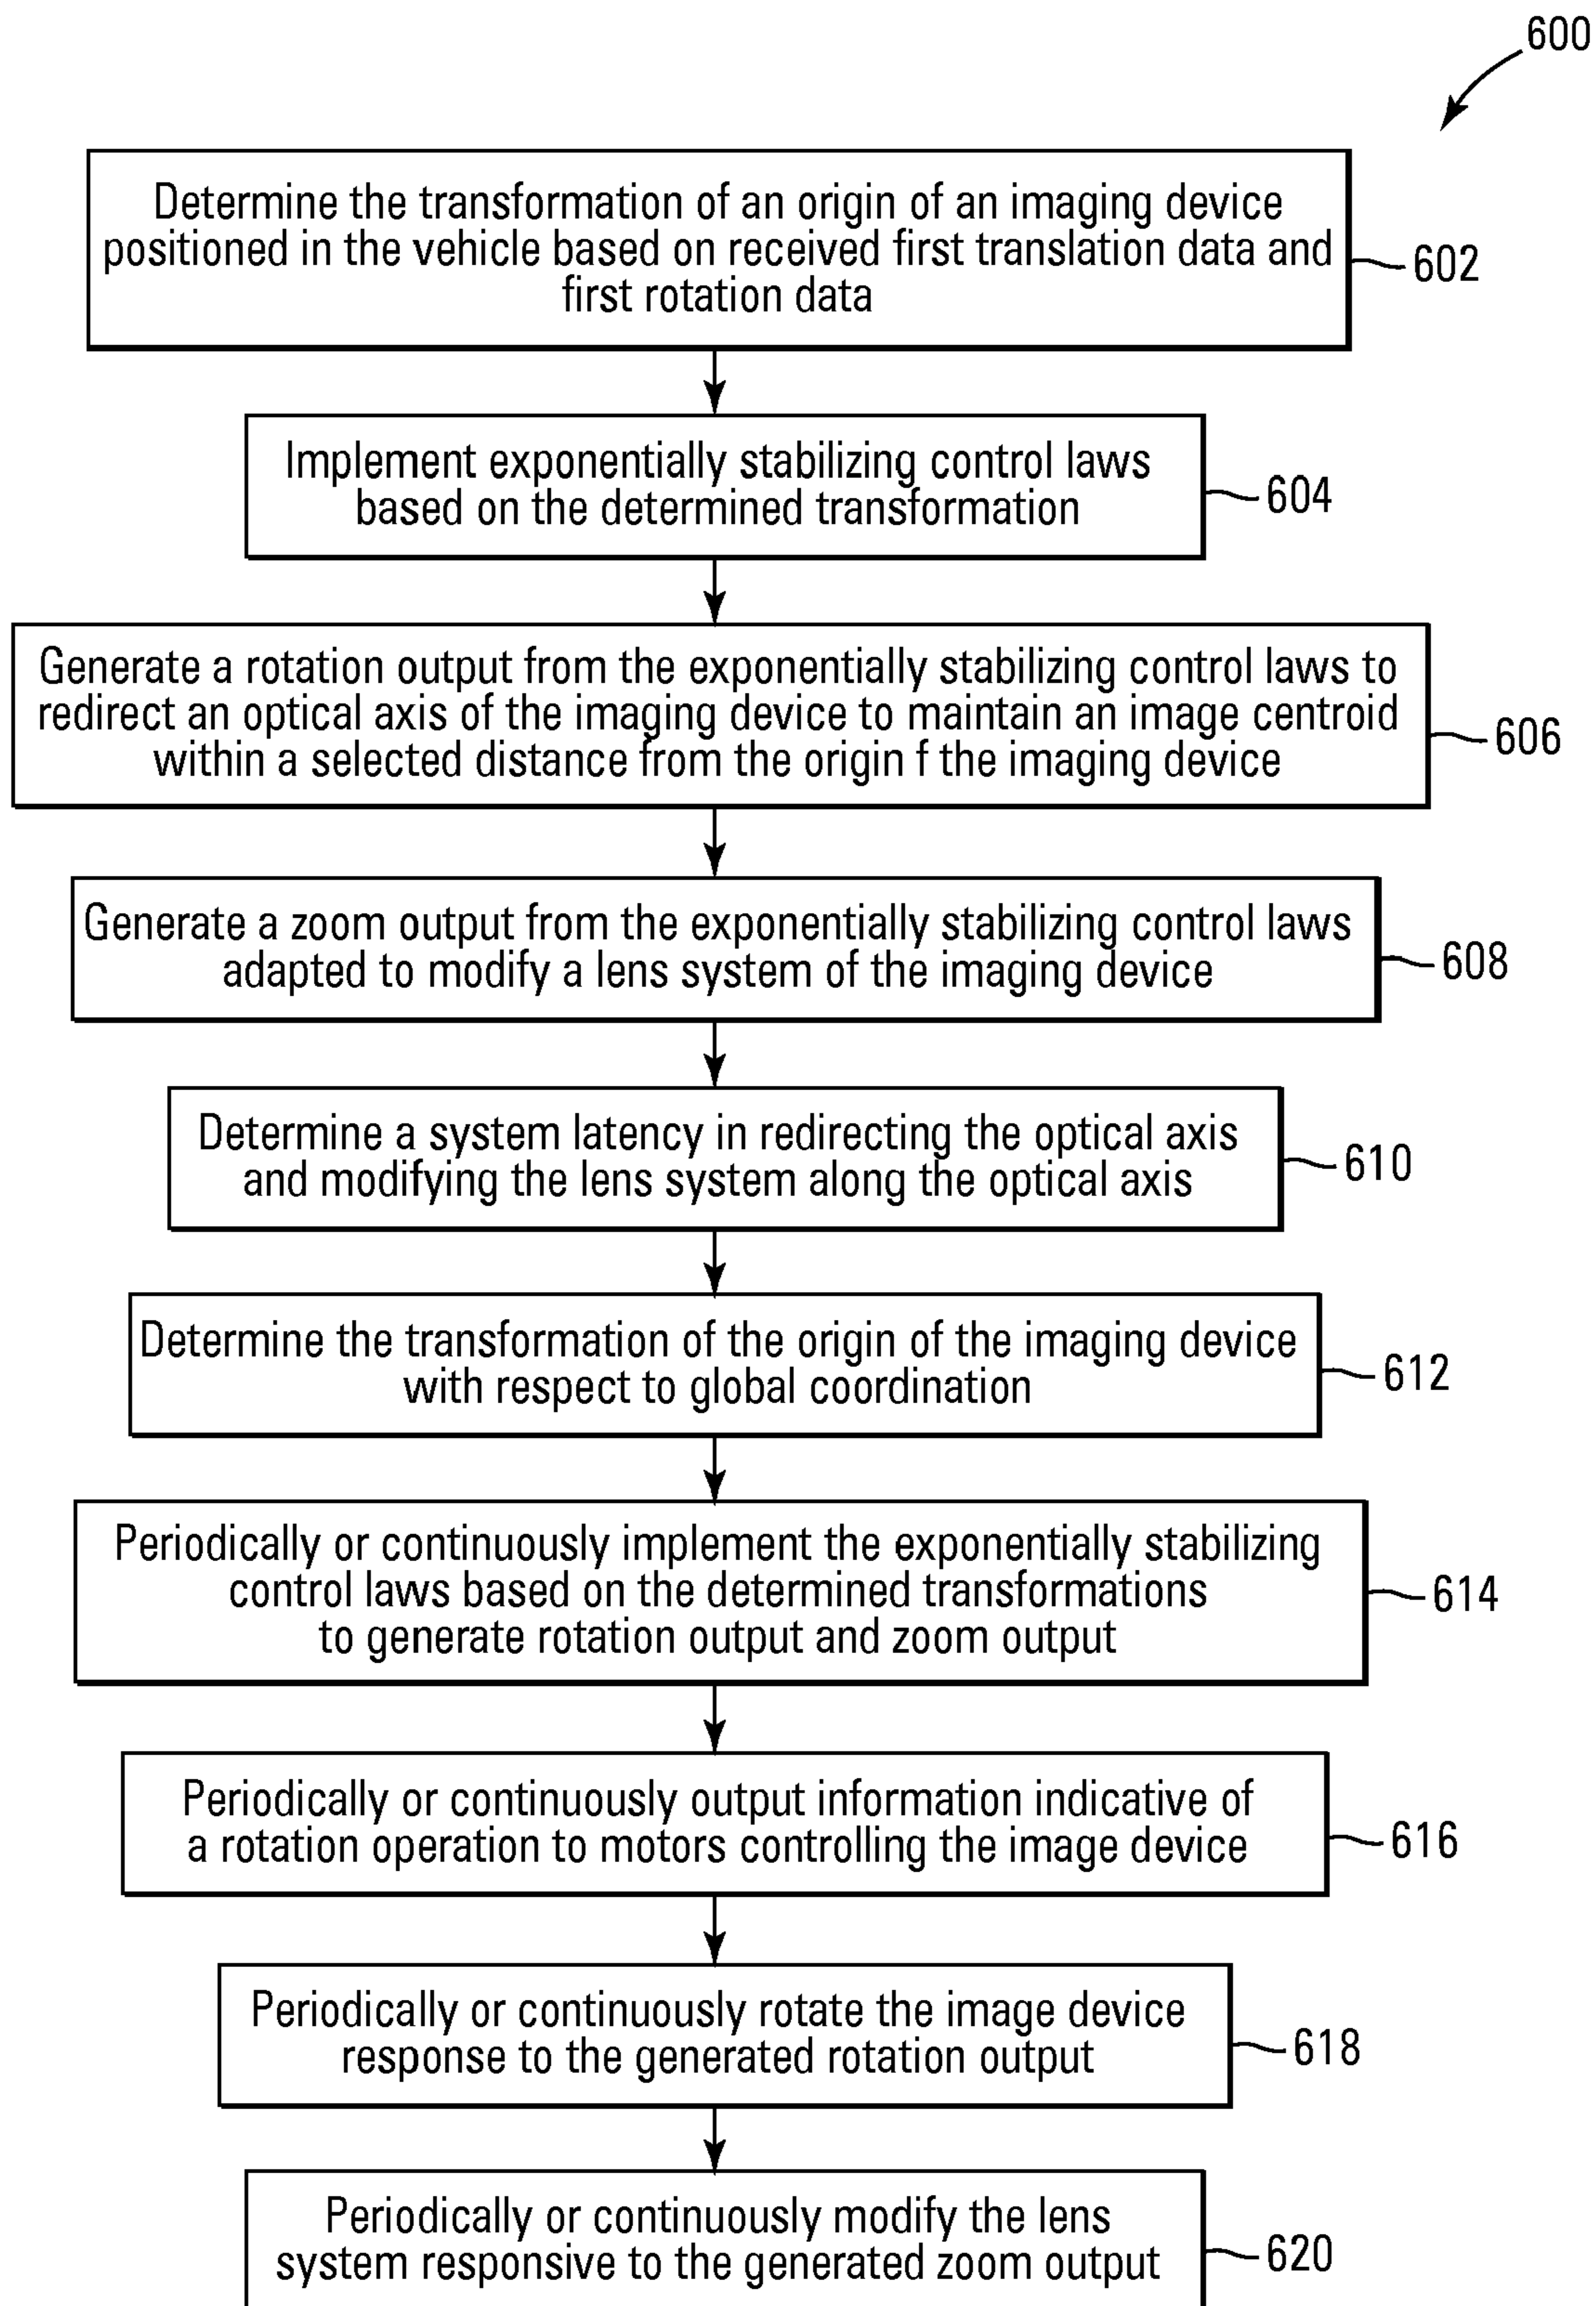 600
Determine the transformation of an origin of an imaging device
positioned in the vehicle based on received first translation data and
first rotation data
602
Implement exponentially stabilizing control laws
based on the determined transformation
604
Generate a rotation output from the exponentially stabilizing control laws to
redirect an optical axis of the imaging device to maintain an image centroid
within a selected distance from the origin f the imaging device
606
Generate a zoom output from the exponentially stabilizing control laws
adapted to modify a lens system of the imaging device
608
Determine a system latency in redirecting the optical axis
and modifying the lens system along the optical axis
610
Determine the transformation of the origin of the imaging device
with respect to global coordination
612
Periodically or continuously implement the exponentially stabilizing
control laws based on the determined transformations
to generate rotation output and zoom output
614
Periodically or continuously output information indicative of
a rotation operation to motors controlling the image device
616
Periodically or continuously rotate the image device
response to the generated rotation output
618
Periodically or continuously modify the lens
system responsive to the generated zoom output
620